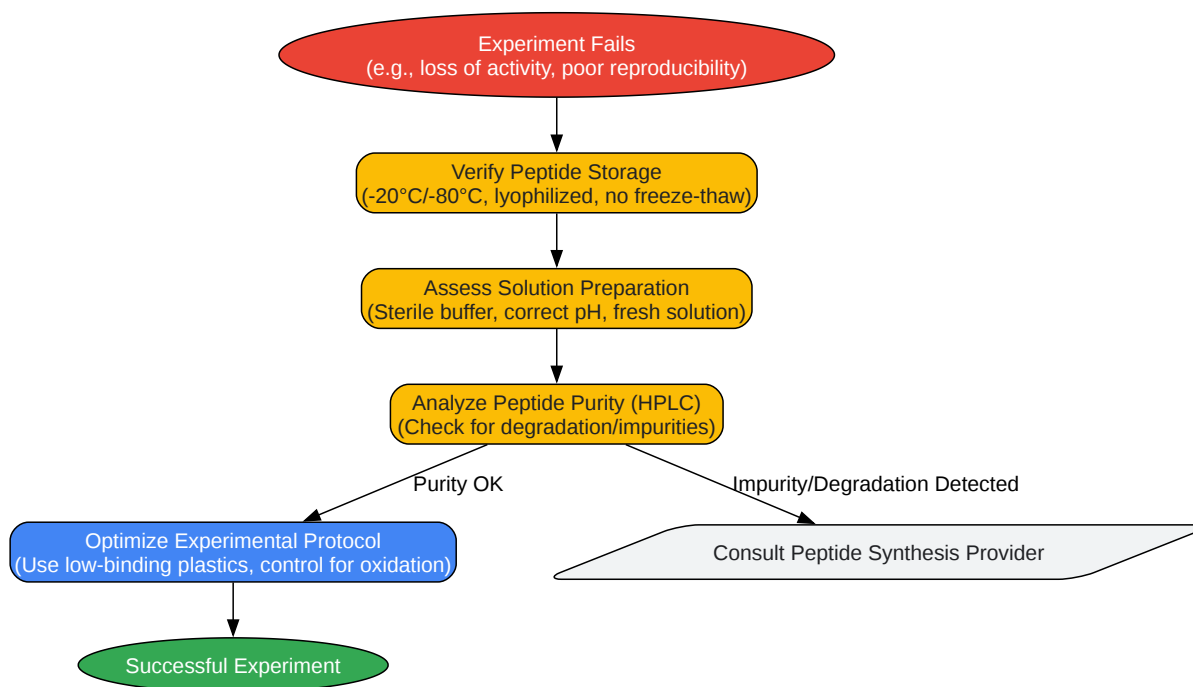 Experiment Fails
(e.g., loss of activity, poor reproducibility)
Verify Peptide Storage
(-20°C/-80°C, lyophilized, no freeze-thaw)
Assess Solution Preparation
(Sterile buffer, correct pH, fresh solution)
Analyze Peptide Purity (HPLC)
(Check for degradation/impurities)
Purity OK
Impurity/Degradation Detected
Optimize Experimental Protocol
(Use low-binding plastics, control for oxidation)
Consult Peptide Synthesis Provider
Successful Experiment